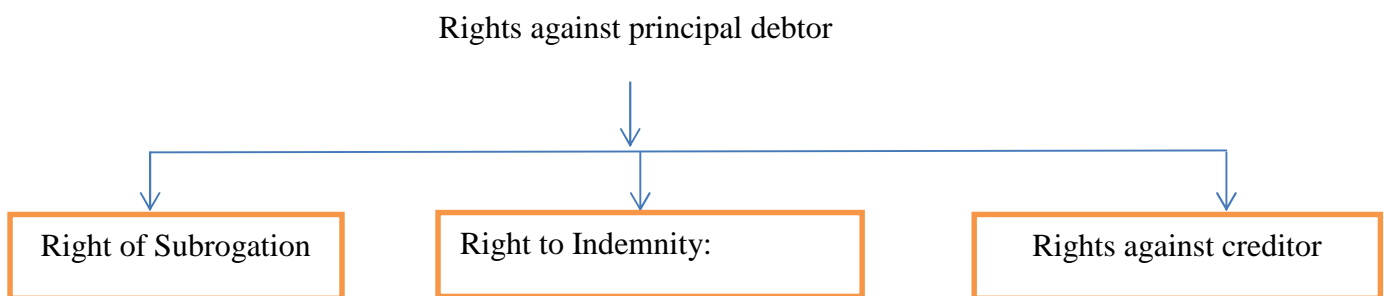 Rights against principal debtor
Right of Subrogation
Right to Indemnity:
Rights against creditor